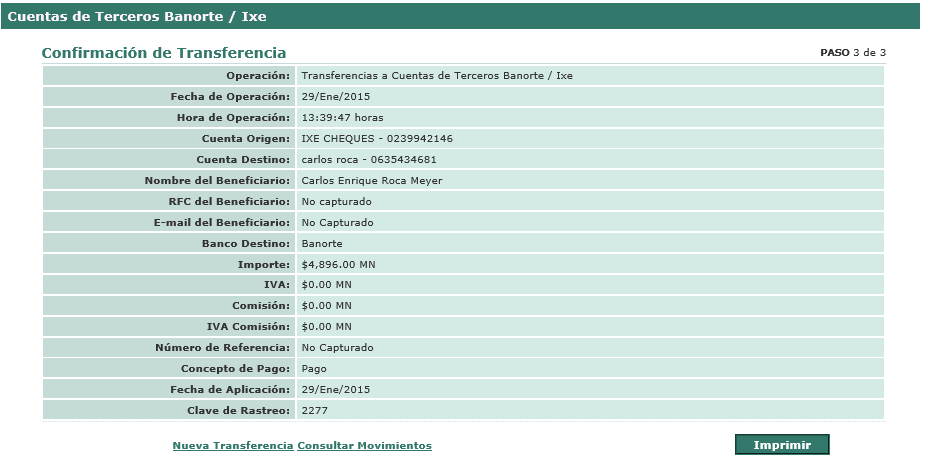 Cuentas de Terceros Banorte / Ixe
Confirmación de Transferencia PASO 3 de 3
Operación: Transferencias a Cuentas de Terceros Banorte / Ixe
Fecha de Operación: 29/Ene/2015
Hora de Operación: 13:39:47 horas
Cuenta Origen: IXE CHEQUES - 0239942146
Cuenta Destino: carlos roca - 0635434681
Nombre del Beneficiario: Carlos Enrique Roca Meyer
RFC del Beneficiario: No capturado
E-mail del Beneficiario: No Capturado
Banco Destino: Banorte
Importe: $4,896.00 MN
IVA: $0.00 MN
Comisión: $0.00 MN
IVA Comisión: $0.00 MN
Número de Referencia: No Capturado
Concepto de Pago: Pago
Fecha de Aplicación: 29/Ene/2015
Clave de Rastreo: 2277
Nueva Transferencia Consultar Movimientos Imprimir